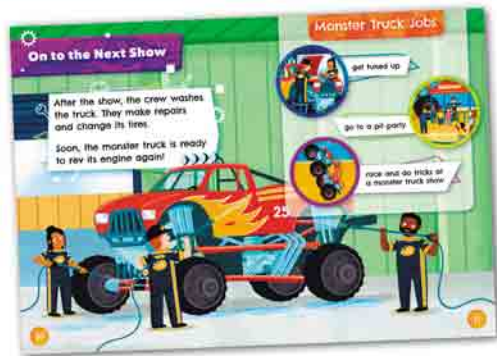 On to the Next Show
After the show, the crew washes
the truck. They make repairs
and change its tires.
Soon, the monster truck is ready
to rev its engine again!
25
Monster Truck Jobs
get tuned up
go to a pit party
race and do tricks at
a monster truck show